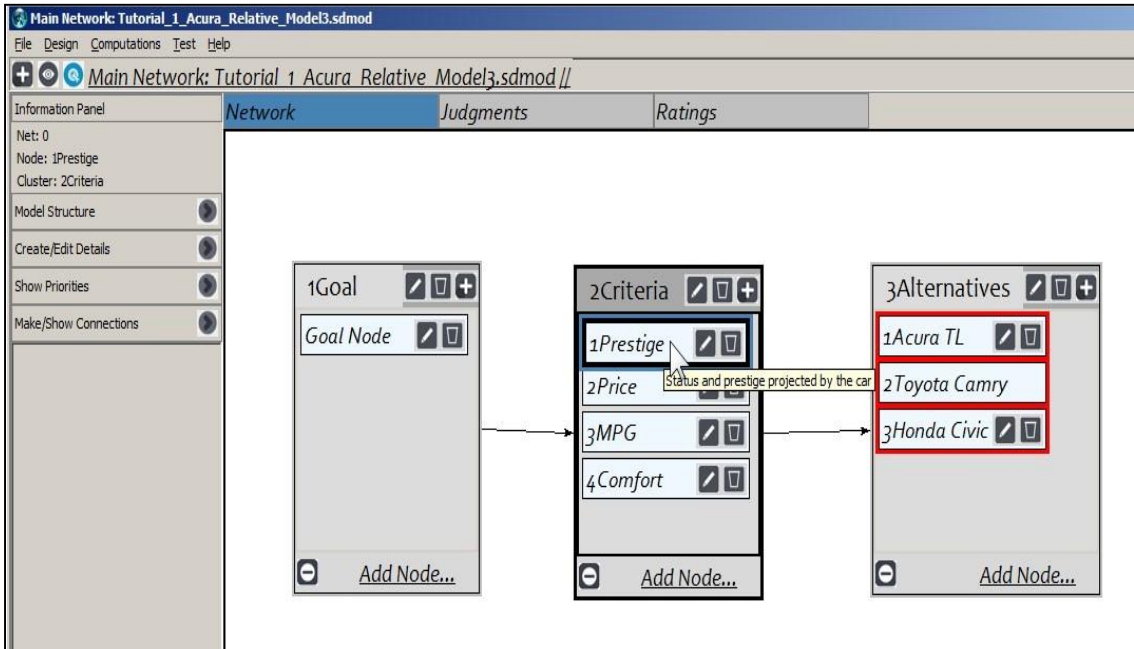 Main Network: Tutorial_1_Acura_Relative_Model3.sdmod
File Design Computations Test Help
Main Network: Tutorial_1_Acura_Relative_Model3.sdmod //
Information Panel
Net: 0
Node: 1Prestige
Cluster: 2Criteria
Model Structure
Create/Edit Details
Show Priorities
Make/Show Connections
Network Judgments Ratings
1Goal
Goal Node
Add Node...
2Criteria
1Prestige
Status and prestige projected by the car
2Price
3MPG
4Comfort
Add Node...
3Alternatives
1Acura TL
2Toyota Camry
3Honda Civic
Add Node...